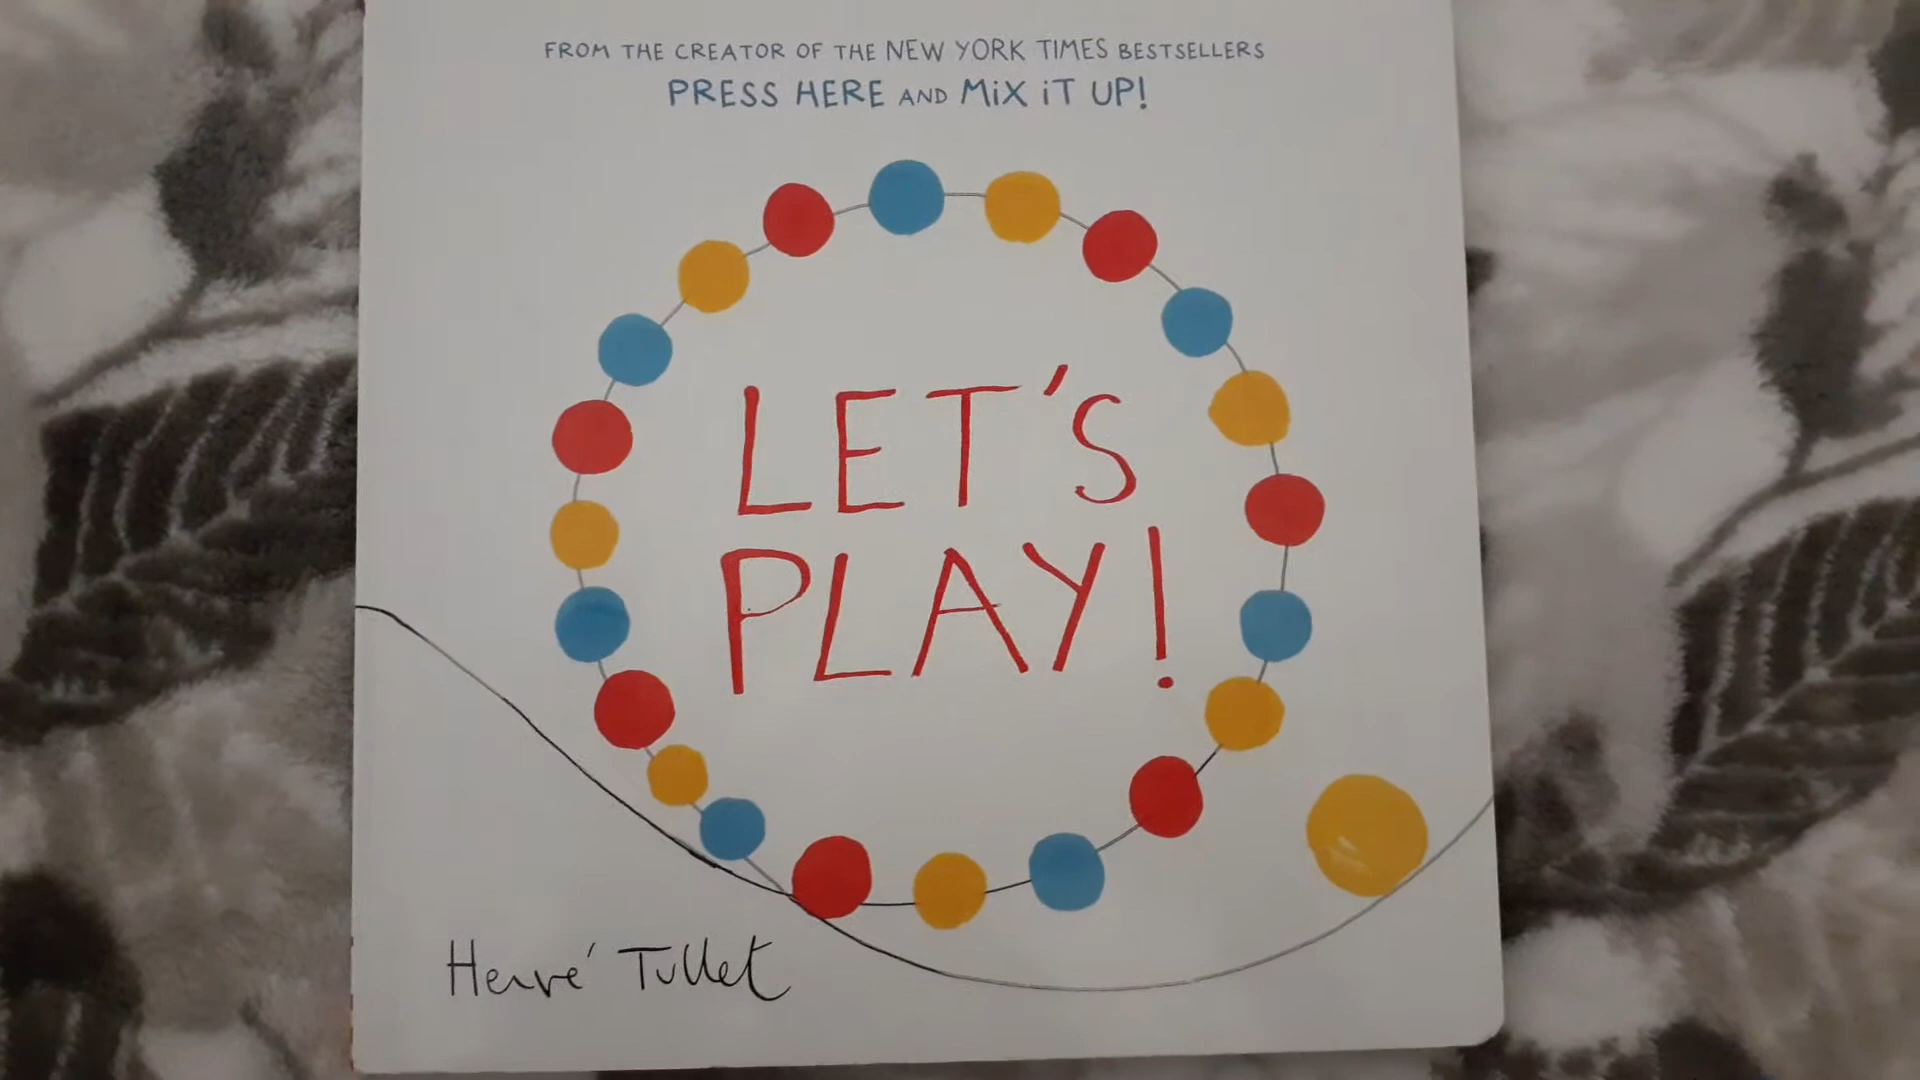 FROM THE CREATOR OF THE NEW YORK TIMES BESTSELLERS
PRESS HERE AND MiX iT UP!
LET'S
PLAY!
Hervé Tullet